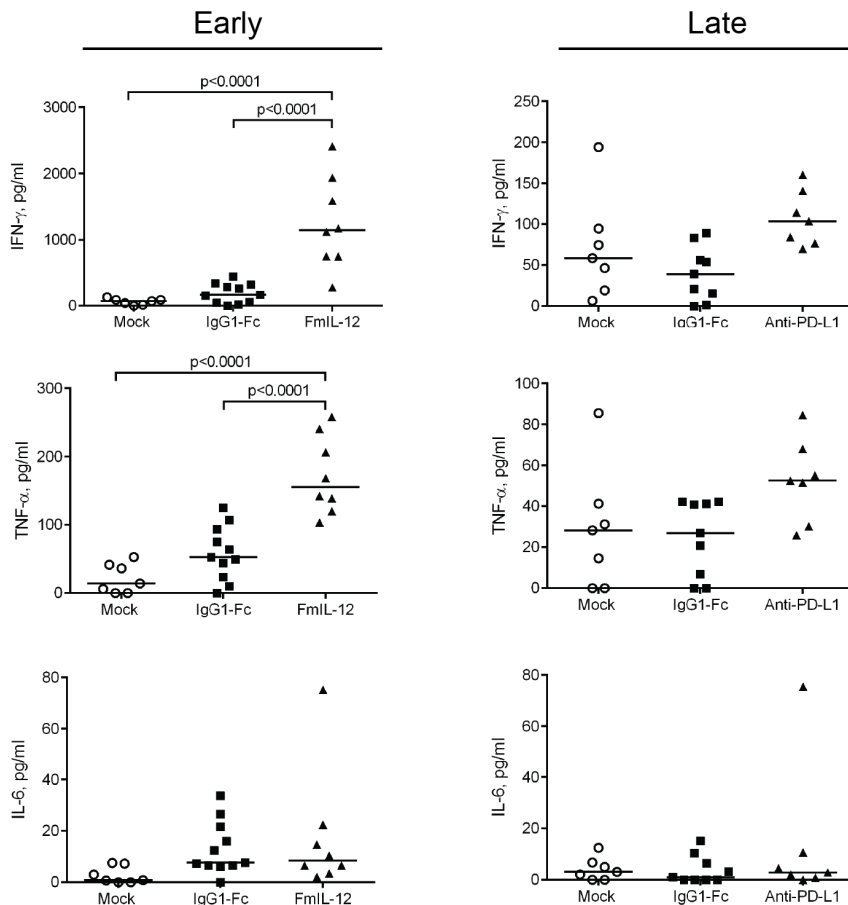 Early
Late
p<0.0001
p<0.0001
IFN-γ, pg/ml
3000
2000
1000
0
Mock IgG1-Fc FmIL-12
IFN-γ, pg/ml
250
200
150
100
50
0
Mock IgG1-Fc Anti-PD-L1
p<0.0001
p<0.0001
TNF-α, pg/ml
300
200
100
0
Mock IgG1-Fc FmIL-12
TNF-α, pg/ml
100
80
60
40
20
0
Mock IgG1-Fc Anti-PD-L1
IL-6, pg/ml
80
60
40
20
0
Mock IgG1-Fc FmIL-12
IL-6, pg/ml
80
60
40
20
0
Mock IgG1-Fc Anti-PD-L1